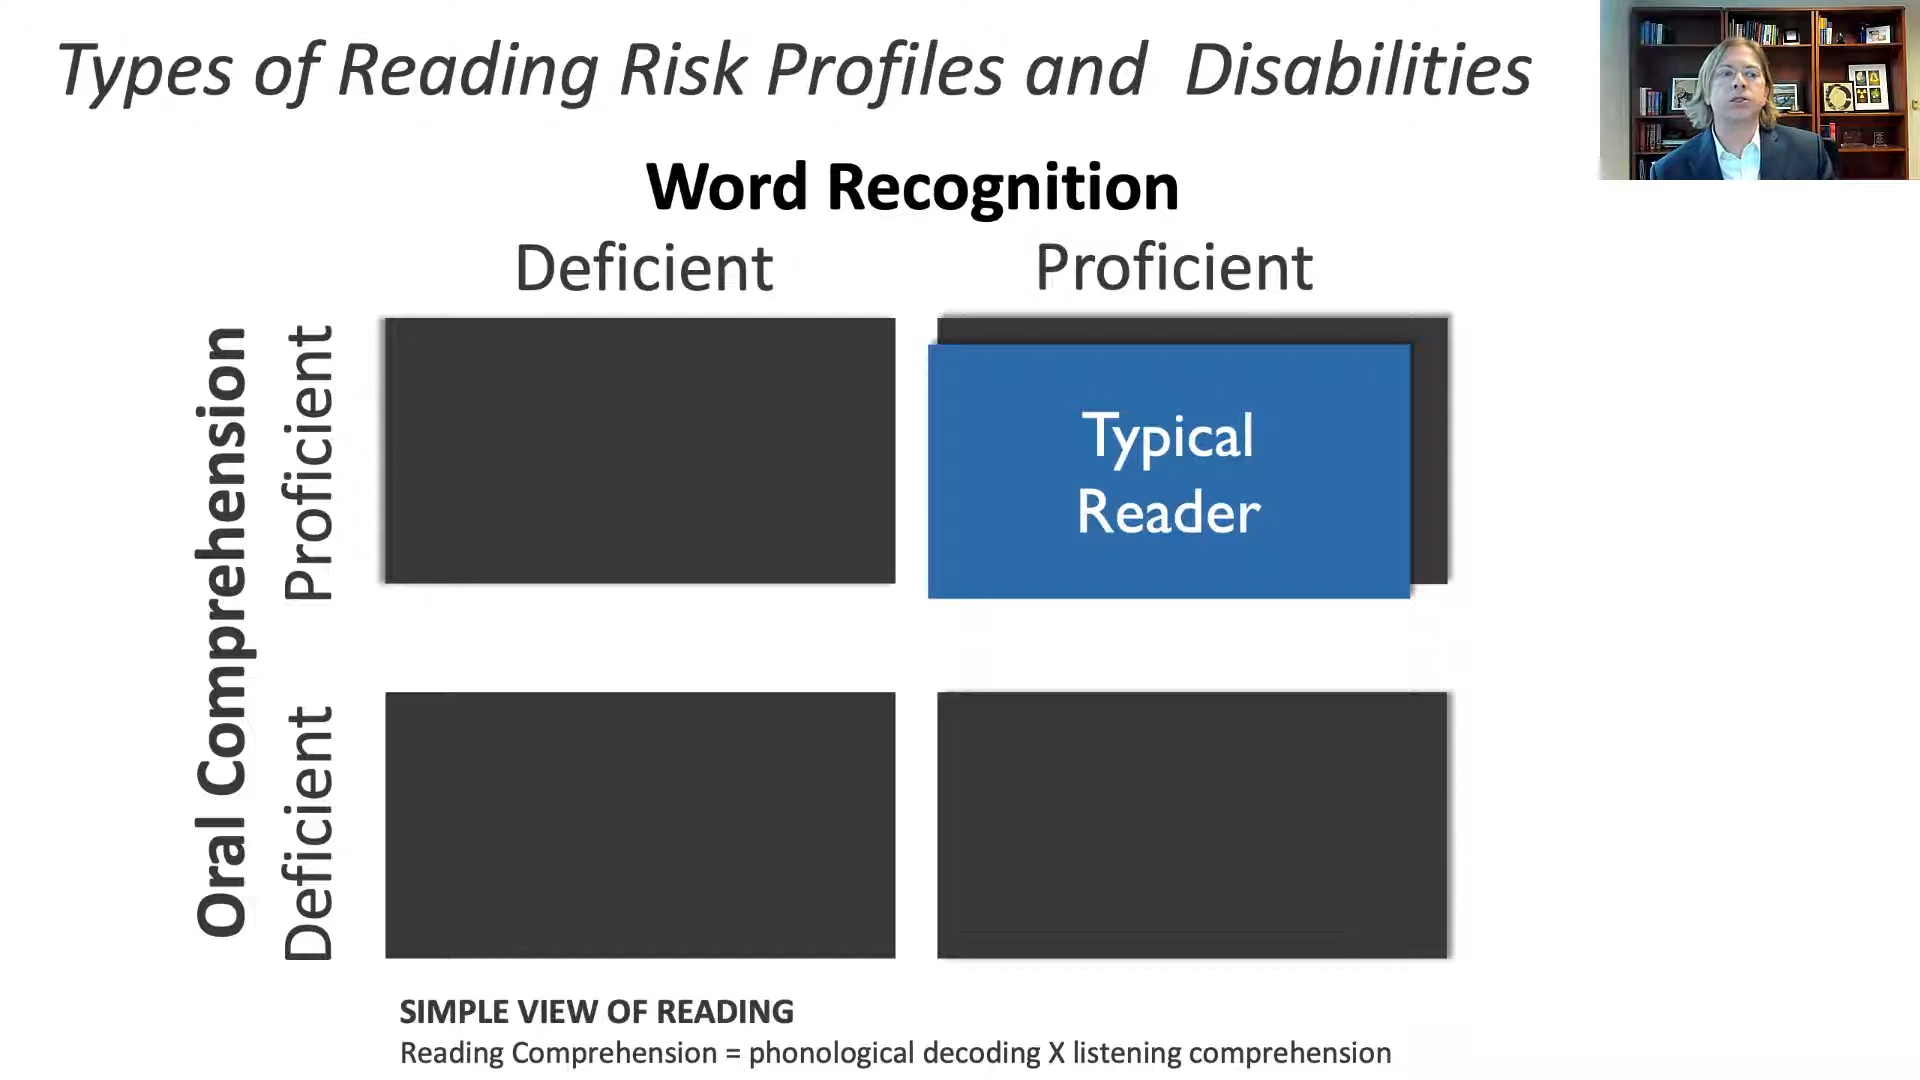 Types of Reading Risk Profiles and Disabilities
Word Recognition
Deficient
Proficient
Oral Comprehension
Proficient
Typical
Reader
Deficient
SIMPLE VIEW OF READING
Reading Comprehension = phonological decoding X listening comprehension